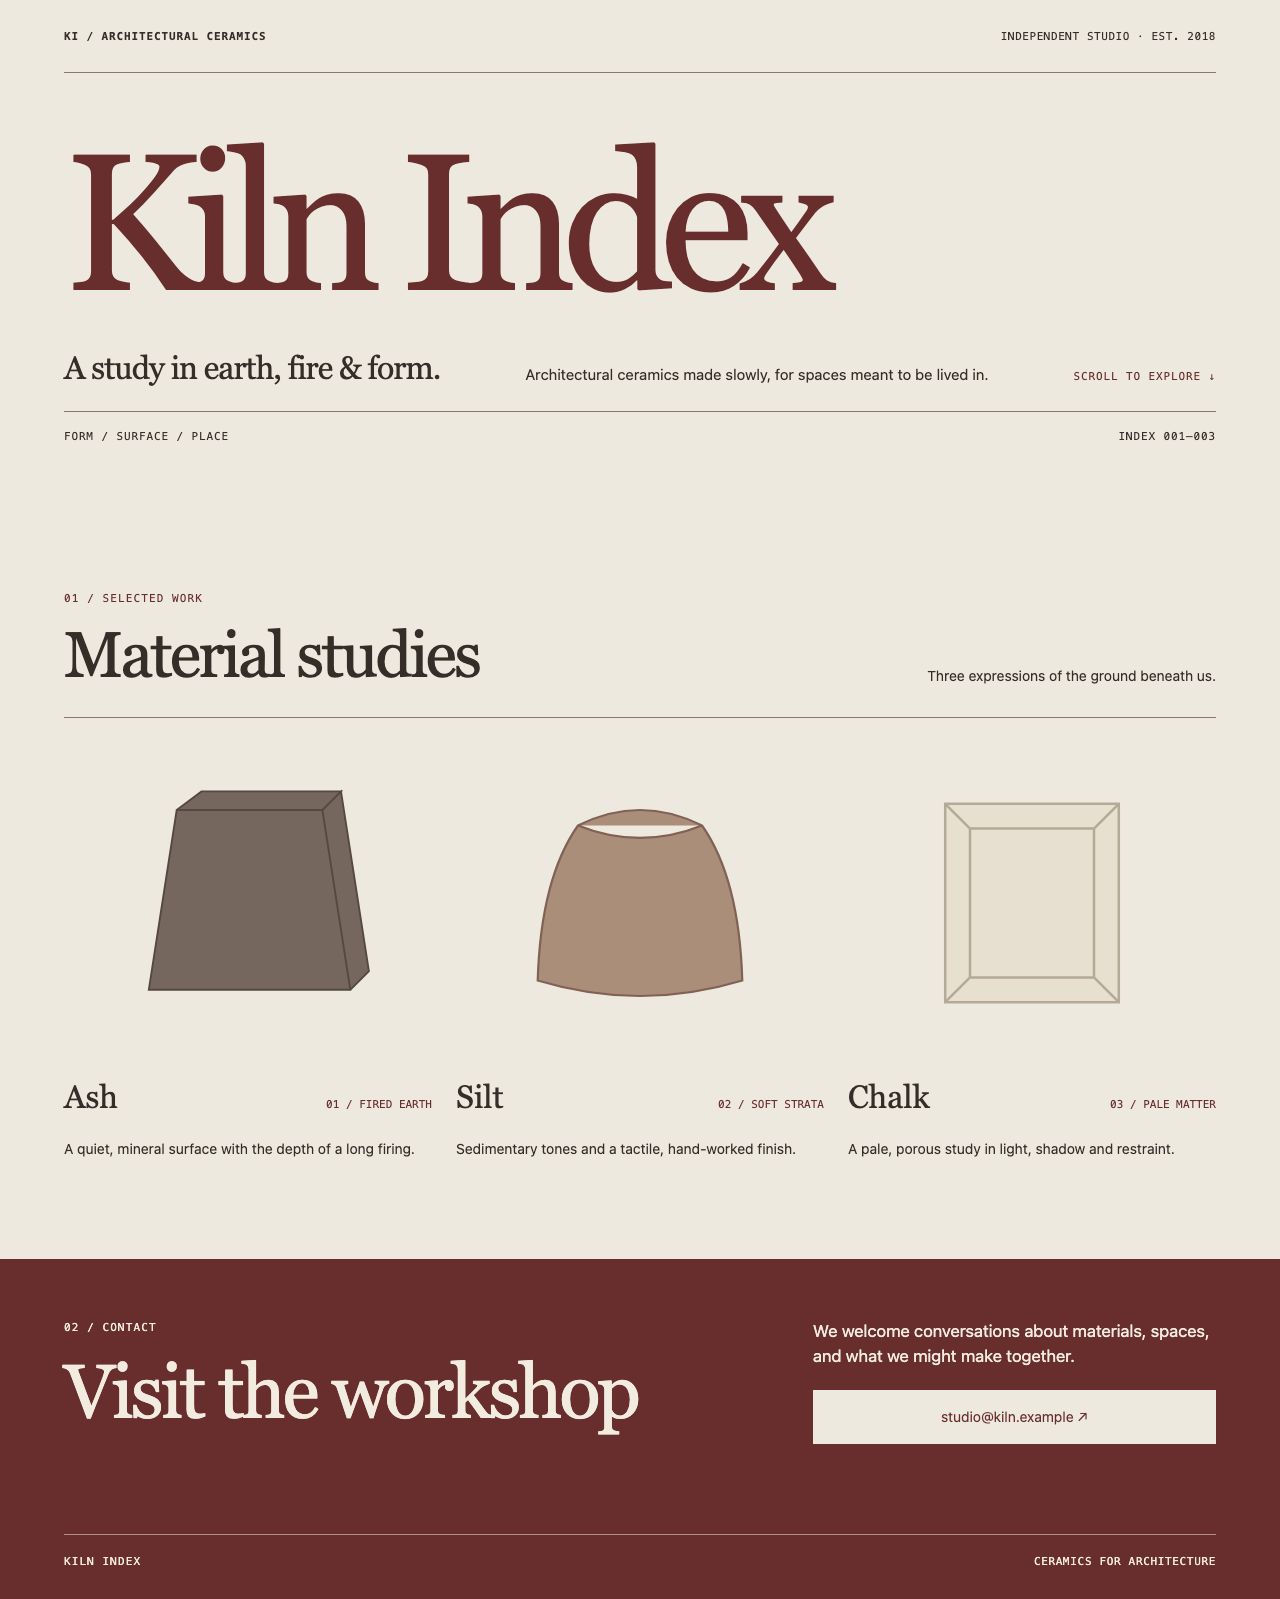 KI / ARCHITECTURAL CERAMICS
INDEPENDENT STUDIO · EST. 2018
Kiln Index
A study in earth, fire & form.
Architectural ceramics made slowly, for spaces meant to be lived in.
SCROLL TO EXPLORE ↓
FORM / SURFACE / PLACE
INDEX 001—003
01 / SELECTED WORK
Material studies
Three expressions of the ground beneath us.
Ash
01 / FIRED EARTH
A quiet, mineral surface with the depth of a long firing.
Silt
02 / SOFT STRATA
Sedimentary tones and a tactile, hand-worked finish.
Chalk
03 / PALE MATTER
A pale, porous study in light, shadow and restraint.
02 / CONTACT
Visit the workshop
We welcome conversations about materials, spaces,
and what we might make together.
studio@kiln.example ↗
KILN INDEX
CERAMICS FOR ARCHITECTURE